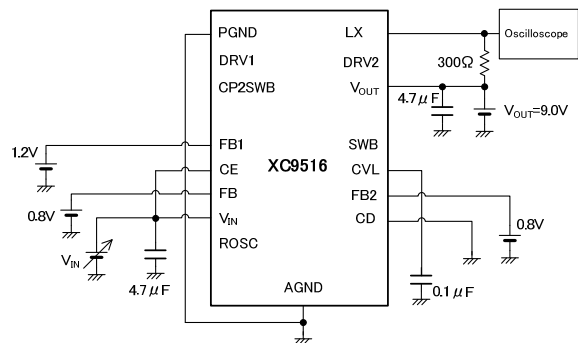 PGND
DRV1
CP2SWB
FB1
CE
FB
VIN
ROSC
XC9516
AGND
LX
DRV2
VOUT
SWB
CVL
FB2
CD
Oscilloscope
300Ω
4.7μF
VOUT=9.0V
1.2V
0.8V
VIN
4.7μF
0.8V
0.1μF